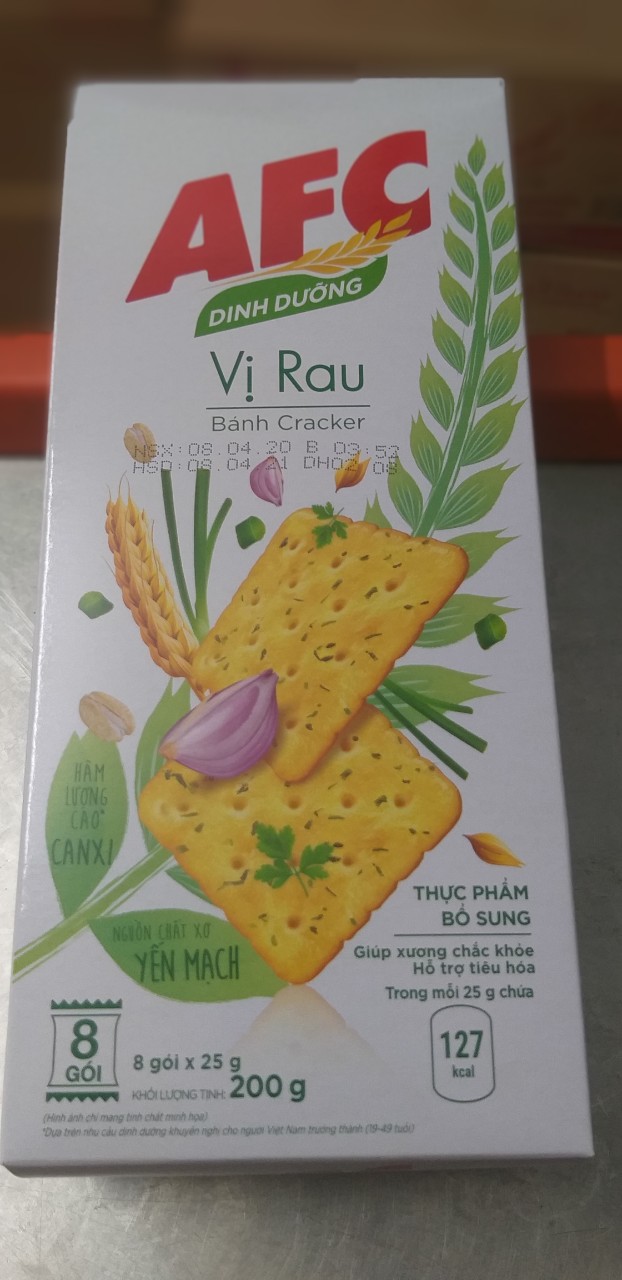 AFC
DINH DƯỠNG
Vị Rau
Bánh Cracker
NSX:08.04.20 B 03:52
HSD:08.04 21 DH02 08
HÀM
LƯỢNG
CAO*
CANXI
NGUỒN CHẤT XƠ
YẾN MẠCH
THỰC PHẨM
BỔ SUNG
Giúp xương chắc khỏe
Hỗ trợ tiêu hóa
Trong mỗi 25 g chứa
127
kcal
8
GÓI
8 gói x 25 g
KHỐI LƯỢNG TỊNH: 200 g
(Hình ảnh chỉ mang tính chất minh họa)
*Dựa trên nhu cầu dinh dưỡng khuyến nghị cho người Việt Nam trưởng thành (19-49 tuổi)